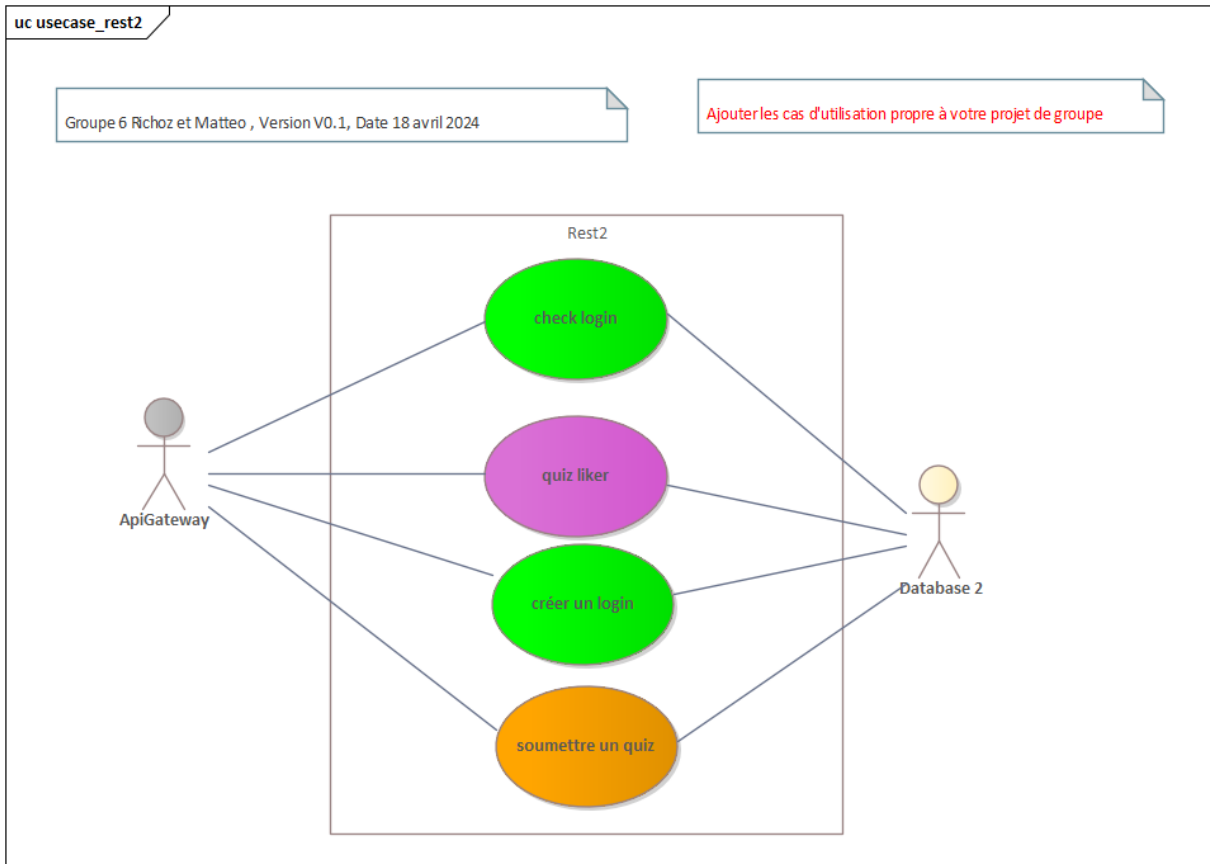 uc usecase_rest2
Groupe 6 Richoz et Matteo , Version V0.1, Date 18 avril 2024
Ajouter les cas d'utilisation propre à votre projet de groupe
Rest2
check login
quiz liker
ApiGateway
créer un login
Database 2
soumettre un quiz